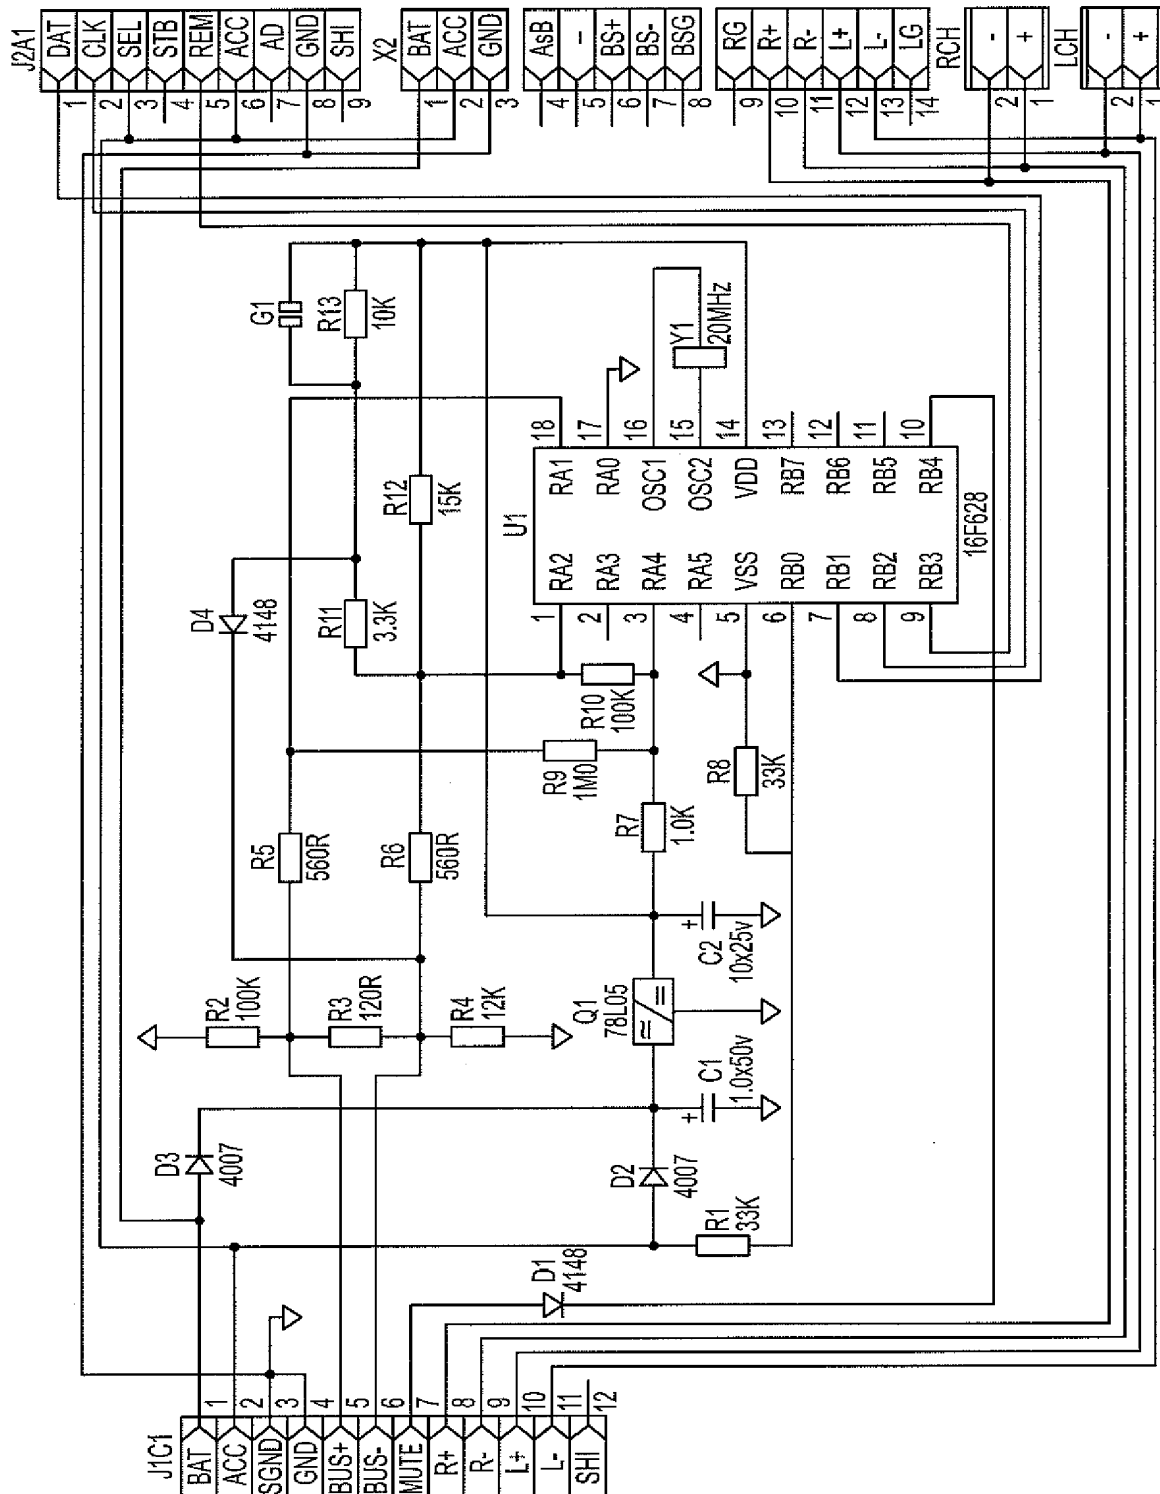 J2A1
DAT
CLK
SEL
STB
REM
ACC
AD
GND
SHI
1
2
3
4
5
6
7
8
9
X2
BAT
ACC
GND
1
2
3
AsB
–
BS+
BS-
BSG
4
5
6
7
8
RG
R+
R-
L+
L-
LG
9
10
11
12
13
14
RCH
-
+
2
1
LCH
-
+
2
1
G1
R13
10K
Y1
20MHz
R12
15K
D4
4148
R11
3.3K
U1
18
17
16
15
14
13
12
11
10
RA1
RA0
OSC1
OSC2
VDD
RB7
RB6
RB5
RB4
RA2
RA3
RA4
RA5
VSS
RB0
RB1
RB2
RB3
16F628
1
2
3
4
5
6
7
8
9
R10
100K
R9
1M0
R8
33K
R7
1.0K
R5
560R
R6
560R
C2
10x25v
R2
100K
R3
120R
R4
12K
Q1
78L05
C1
1.0x50v
D3
4007
D2
4007
R1
33K
D1
4148
J1C1
BAT
ACC
SGND
GND
BUS+
BUS-
MUTE
R+
R-
L+
L-
SHI
1
2
3
4
5
6
7
8
9
10
11
12